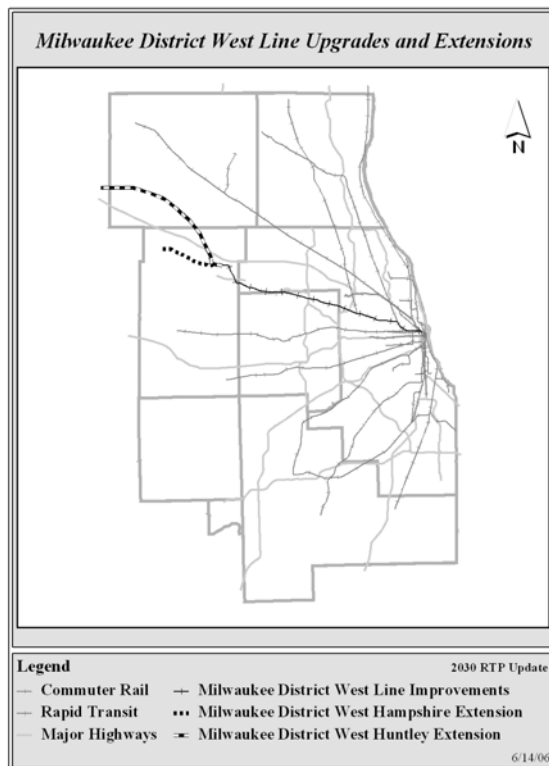 Milwaukee District West Line Upgrades and Extensions
N
Legend
2030 RTP Update
Commuter Rail
Milwaukee District West Line Improvements
Rapid Transit
Milwaukee District West Hampshire Extension
Major Highways
Milwaukee District West Huntley Extension
6/14/06